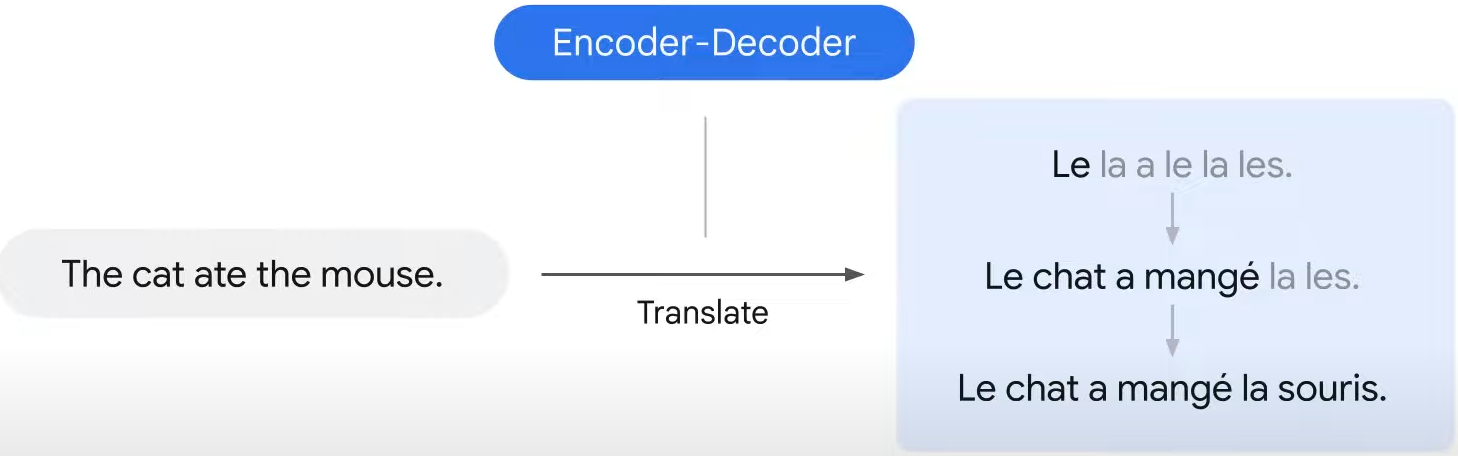 Encoder-Decoder
The cat ate the mouse.
Translate
Le la a le la les.
Le chat a mangé la les.
Le chat a mangé la souris.